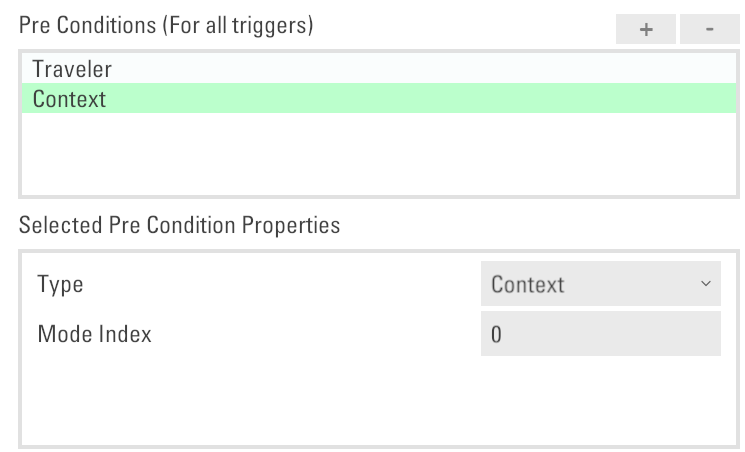 Pre Conditions (For all triggers)
+ -
Traveler
Context
Selected Pre Condition Properties
Type Context
Mode Index 0